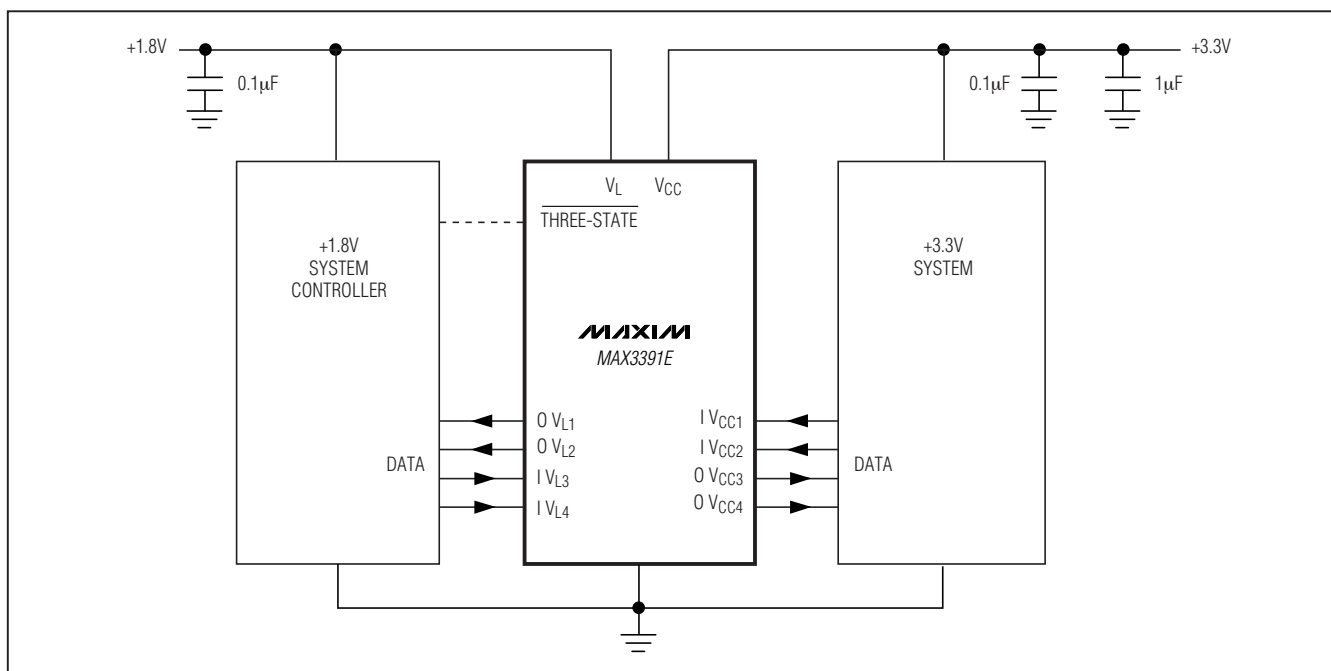 +1.8V
+3.3V
0.1µF
0.1µF
1µF
VL VCC
THREE-STATE
+1.8V
SYSTEM
CONTROLLER
+3.3V
SYSTEM
MAXIM
MAX3391E
O VL1
O VL2
I VL3
I VL4
I VCC1
I VCC2
O VCC3
O VCC4
DATA
DATA